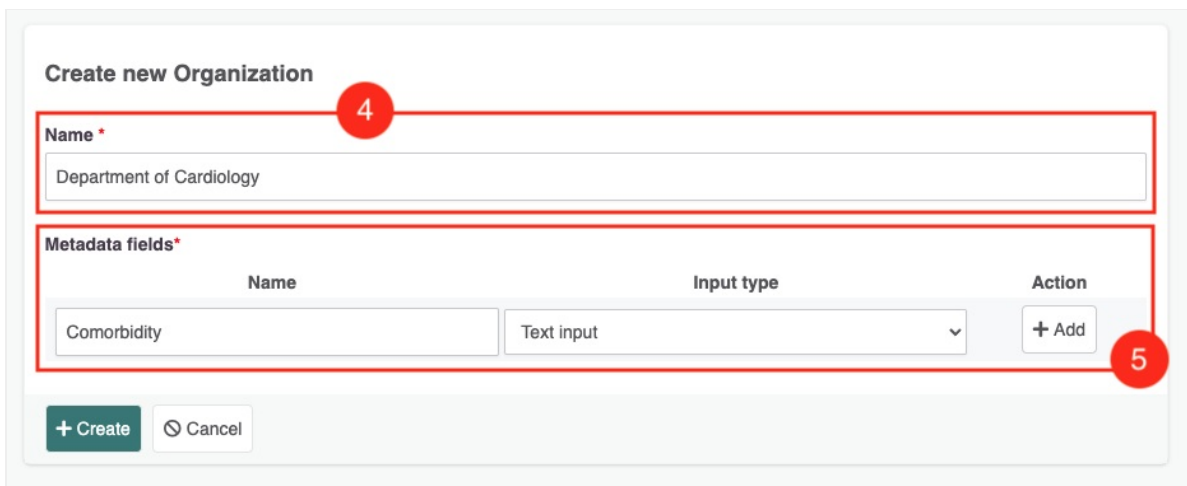 Create new Organization
4
Name *
Department of Cardiology
Metadata fields*
Name Input type Action
Comorbidity Text input + Add
5
+ Create Cancel